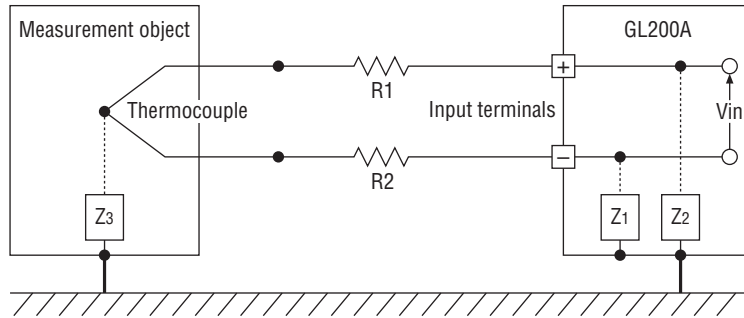 Measurement object
GL200A
R1
+
Thermocouple
Input terminals
Vin
−
R2
Z3
Z1
Z2